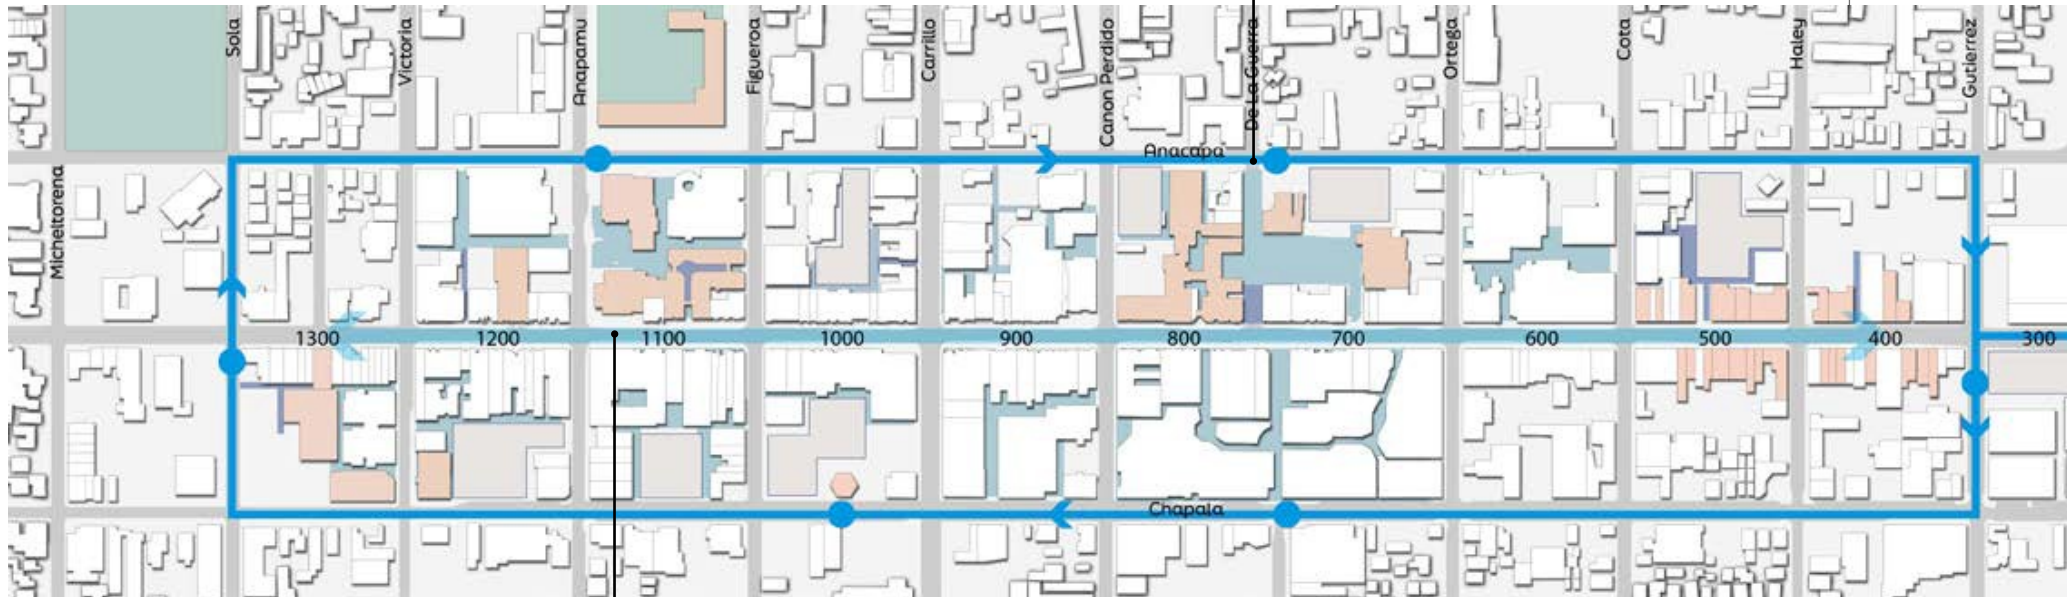 Sola
Victoria
Anapamu
Figueroa
Carrillo
Canon Perdido
De La Guerra
Ortega
Cota
Haley
Gutierrez
Anacapa
Micheltorena
1300
1200
1100
1000
900
800
700
600
500
400
300
Chapala